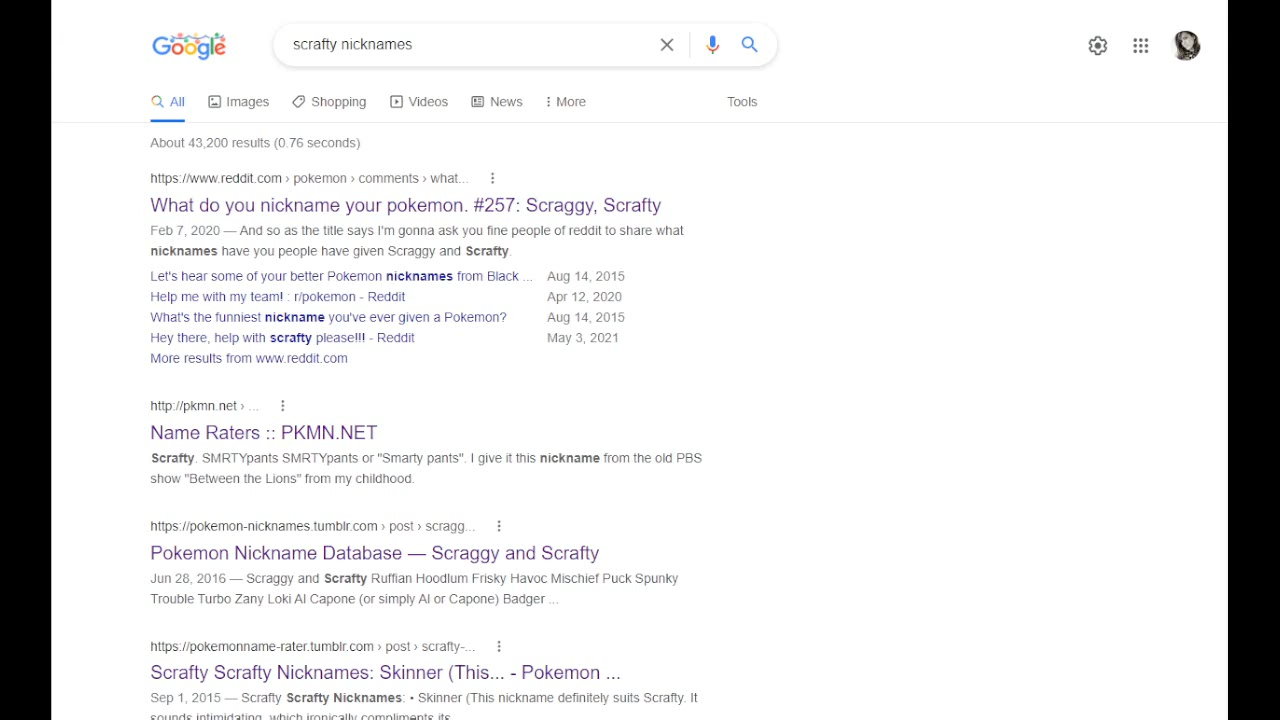 Google
scrafty nicknames
All Images Shopping Videos News More Tools
About 43,200 results (0.76 seconds)
https://www.reddit.com › pokemon › comments › what...
What do you nickname your pokemon. #257: Scraggy, Scrafty
Feb 7, 2020 — And so as the title says I'm gonna ask you fine people of reddit to share what
nicknames have you people have given Scraggy and Scrafty.
Let's hear some of your better Pokemon nicknames from Black ... Aug 14, 2015
Help me with my team! : r/pokemon - Reddit Apr 12, 2020
What's the funniest nickname you've ever given a Pokemon? Aug 14, 2015
Hey there, help with scrafty please!!! - Reddit May 3, 2021
More results from www.reddit.com
http://pkmn.net › ...
Name Raters :: PKMN.NET
Scrafty. SMRTYpants SMRTYpants or "Smarty pants". I give it this nickname from the old PBS
show "Between the Lions" from my childhood.
https://pokemon-nicknames.tumblr.com › post › scragg...
Pokemon Nickname Database — Scraggy and Scrafty
Jun 28, 2016 — Scraggy and Scrafty Ruffian Hoodlum Frisky Havoc Mischief Puck Spunky
Trouble Turbo Zany Loki Al Capone (or simply Al or Capone) Badger ...
https://pokemonname-rater.tumblr.com › post › scrafty-...
Scrafty Scrafty Nicknames: Skinner (This... - Pokemon ...
Sep 1, 2015 — Scrafty Scrafty Nicknames: • Skinner (This nickname definitely suits Scrafty. It
sounds intimidating, which ironically compliments its